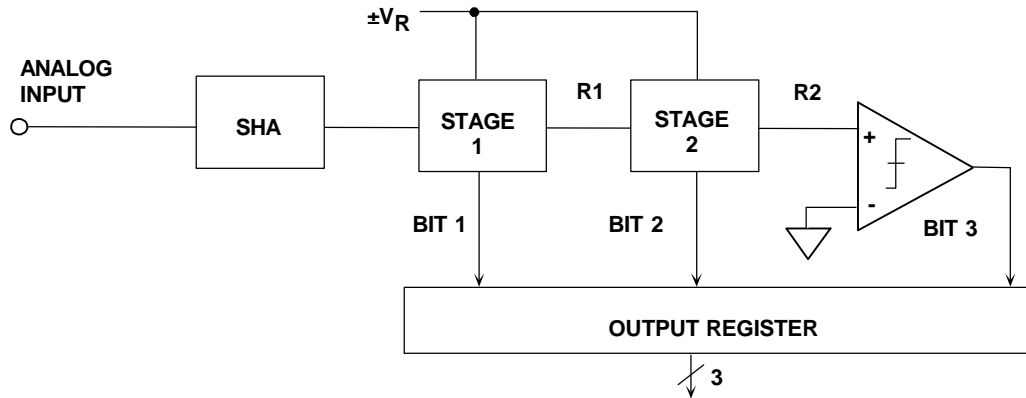 ±VR
ANALOG
INPUT
SHA
STAGE
1
R1
STAGE
2
R2
+
-
BIT 1
BIT 2
BIT 3
OUTPUT REGISTER
3